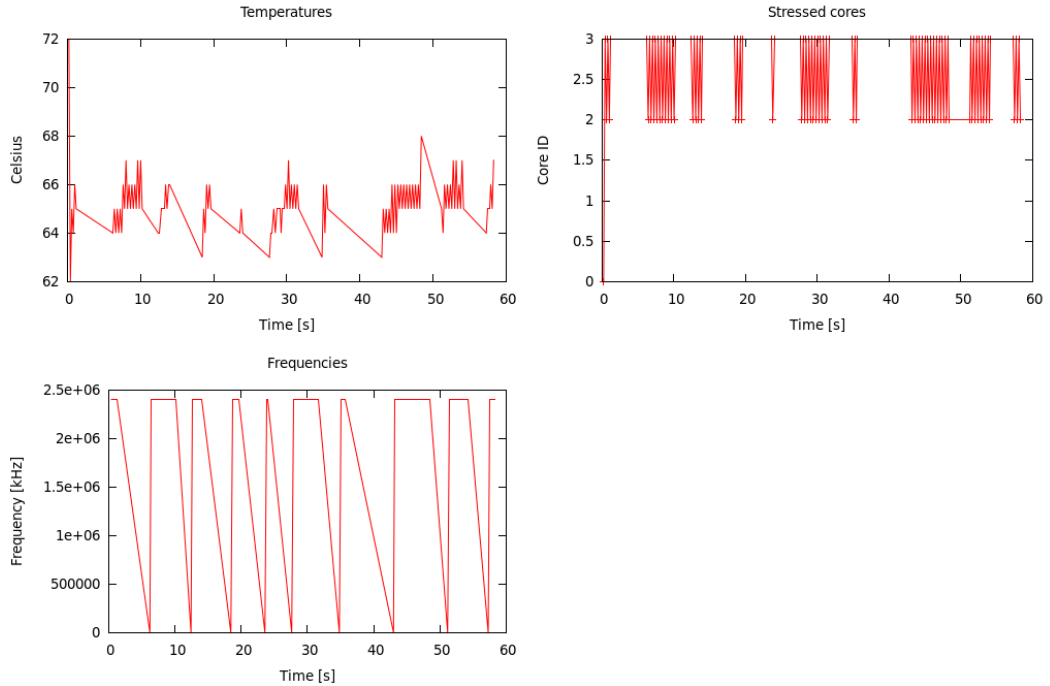 Temperatures
72
70
68
66
64
62
Celsius
0 10 20 30 40 50 60
Time [s]
Stressed cores
3
2.5
2
1.5
1
0.5
0
Core ID
0 10 20 30 40 50 60
Time [s]
Frequencies
2.5e+06
2e+06
1.5e+06
1e+06
500000
0
Frequency [kHz]
0 10 20 30 40 50 60
Time [s]